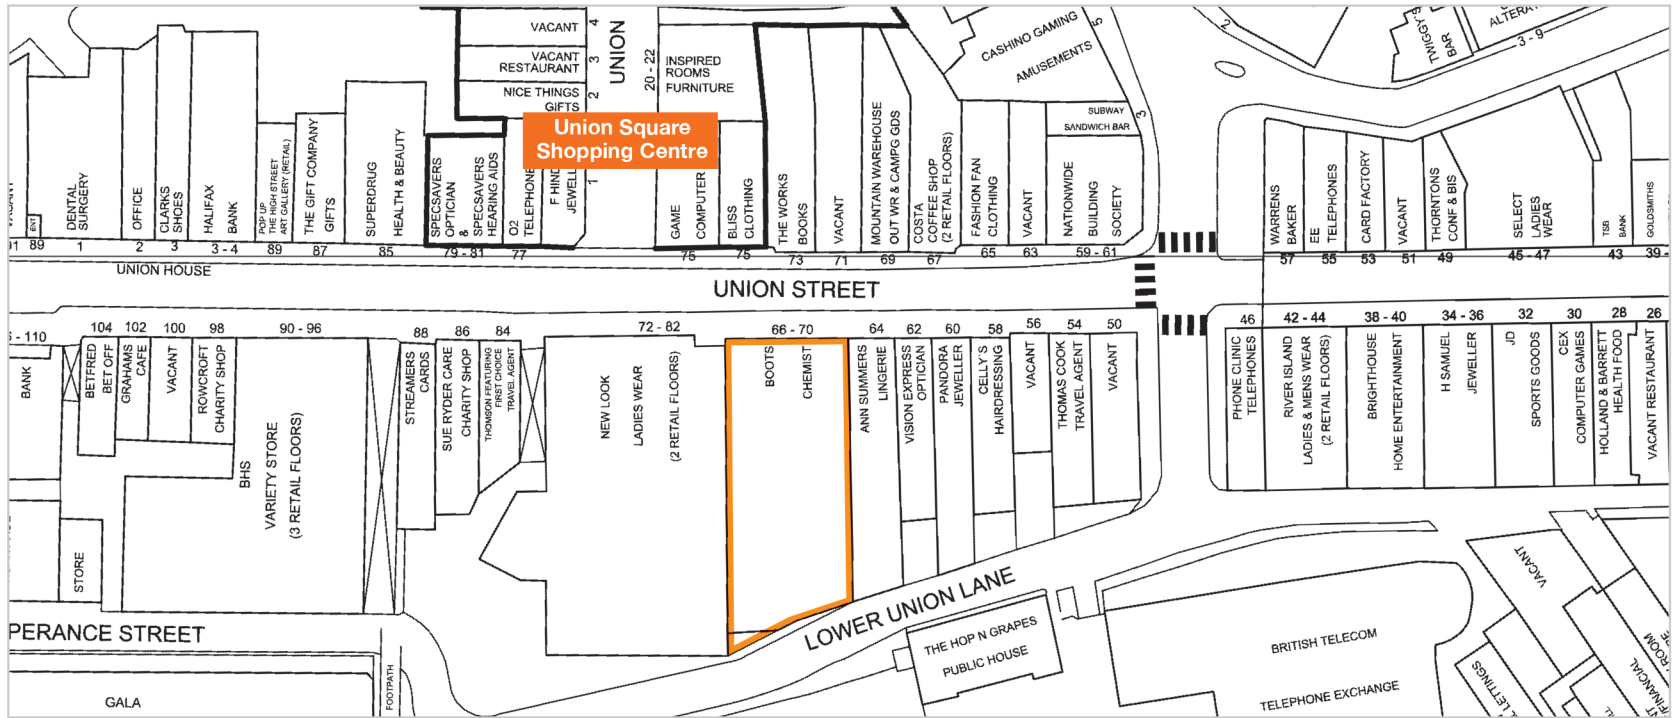 VACANT
4
VACANT
RESTAURANT
3
NICE THINGS
GIFTS
2
1
UNION
20 - 22
INSPIRED
ROOMS
FURNITURE
CASHINO GAMING
AMUSEMENTS
5
SUBWAY
SANDWICH BAR
3
2
TWIGGY'S
BAR
3 - 9
Union Square
Shopping Centre
ENT
89
DENTAL
SURGERY
1
OFFICE
2
CLARKS
SHOES
3
HALIFAX
BANK
3 - 4
POP UP
THE HIGH STREET
ART GALLERY (RETAIL)
89
THE GIFT COMPANY
GIFTS
87
SUPERDRUG
HEALTH & BEAUTY
85
SPECSAVERS
OPTICIAN
&
SPECSAVERS
HEARING AIDS
79 - 81
O2
TELEPHONE
77
F HIND
JEWELL
GAME
COMPUTER
75
BLISS
CLOTHING
75
THE WORKS
BOOKS
73
VACANT
71
MOUNTAIN WAREHOUSE
OUT WR & CAMPG GDS
69
COSTA
COFFEE SHOP
(2 RETAIL FLOORS)
67
FASHION FAN
CLOTHING
65
VACANT
63
NATIONWIDE
BUILDING
SOCIETY
59 - 61
WARRENS
BAKER
57
EE
TELEPHONES
55
CARD FACTORY
53
VACANT
51
THORNTONS
CONF & BIS
49
SELECT
LADIES
WEAR
45 - 47
TSB
BANK
43
GOLDSMITHS
39 -
UNION HOUSE
UNION STREET
- 110
BANK
104
BETFRED
BET OFF
102
GRAHAMS
CAFE
100
VACANT
98
ROWCROFT
CHARITY SHOP
90 - 96
BHS
VARIETY STORE
(3 RETAIL FLOORS)
88
STREAMERS
CARDS
86
SUE RYDER CARE
CHARITY SHOP
84
THOMSON FEATURING
FIRST CHOICE
TRAVEL AGENT
72 - 82
NEW LOOK
LADIES WEAR
(2 RETAIL FLOORS)
66 - 70
BOOTS
CHEMIST
64
ANN SUMMERS
LINGERIE
62
VISION EXPRESS
OPTICIAN
60
PANDORA
JEWELLER
58
CELLY'S
HAIRDRESSING
56
VACANT
54
THOMAS COOK
TRAVEL AGENT
50
VACANT
46
PHONE CLINIC
TELEPHONES
42 - 44
RIVER ISLAND
LADIES & MENS WEAR
(2 RETAIL FLOORS)
38 - 40
BRIGHTHOUSE
HOME ENTERTAINMENT
34 - 36
H SAMUEL
JEWELLER
32
JD
SPORTS GOODS
30
CEX
COMPUTER GAMES
28
HOLLAND & BARRETT
HEALTH FOOD
26
VACANT RESTAURANT
STORE
PERANCE STREET
GALA
FOOTPATH
LOWER UNION LANE
THE HOP N GRAPES
PUBLIC HOUSE
BRITISH TELECOM
TELEPHONE EXCHANGE
VACANT
LETTINGS
FINANCIAL
ROOM